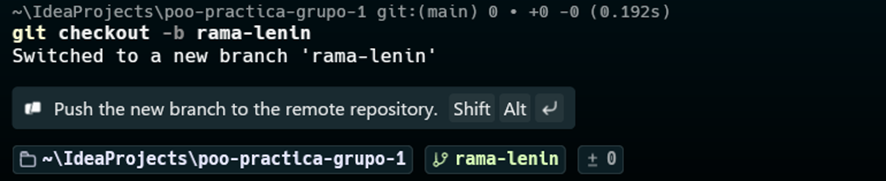 ~\IdeaProjects\poo-practica-grupo-1 git:(main) 0 • +0 -0 (0.192s)
git checkout -b rama-lenin
Switched to a new branch 'rama-lenin'
Push the new branch to the remote repository. Shift Alt ↵
~\IdeaProjects\poo-practica-grupo-1 rama-lenin ± 0